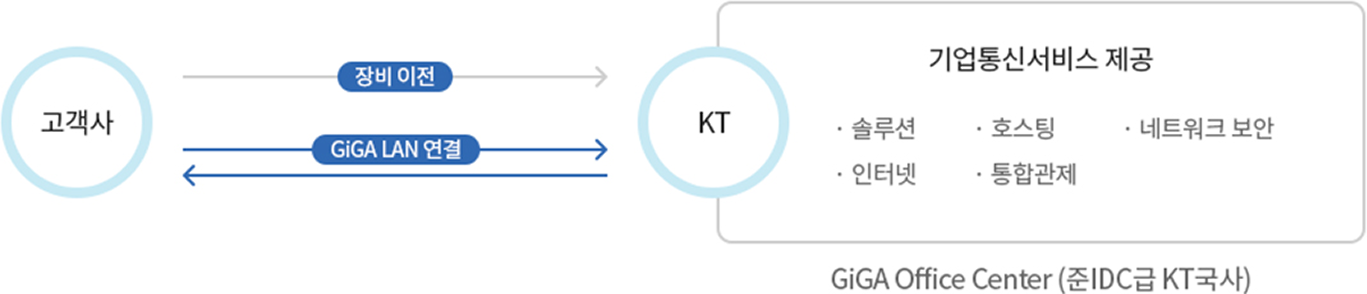 고객사
장비 이전
GiGA LAN 연결
KT
기업통신서비스 제공
· 솔루션 · 호스팅 · 네트워크 보안
· 인터넷 · 통합관제
GiGA Office Center (준IDC급 KT국사)